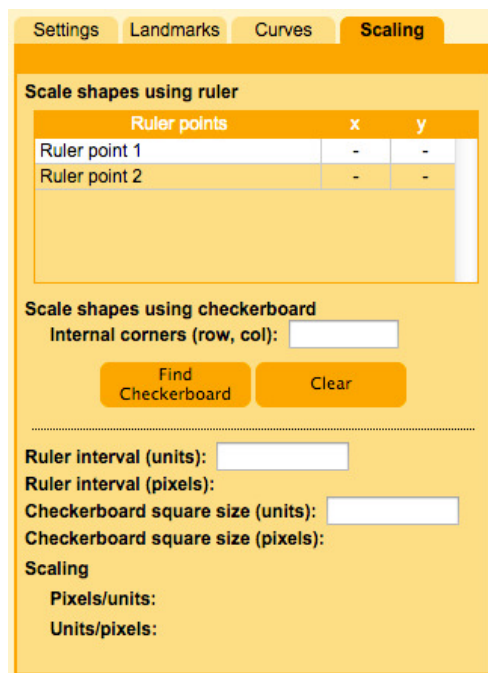 Settings Landmarks Curves Scaling
Scale shapes using ruler
Ruler points x y
Ruler point 1 - -
Ruler point 2 - -
Scale shapes using checkerboard
Internal corners (row, col):
Find
Checkerboard
Clear
Ruler interval (units):
Ruler interval (pixels):
Checkerboard square size (units):
Checkerboard square size (pixels):
Scaling
Pixels/units:
Units/pixels: